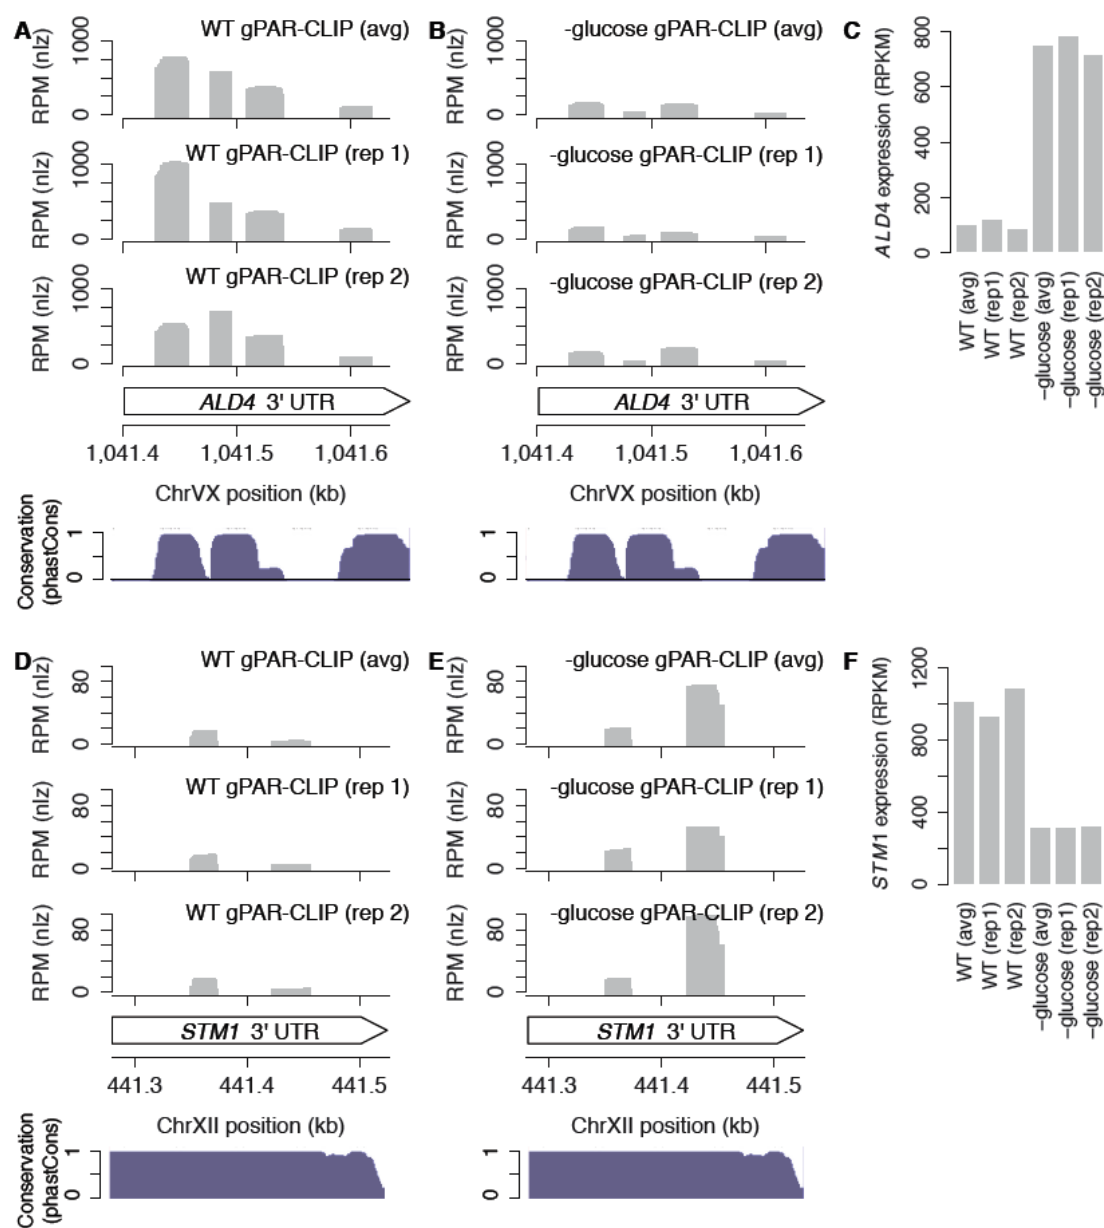 A
WT gPAR-CLIP (avg)
RPM (nlz)
1000
0
WT gPAR-CLIP (rep 1)
RPM (nlz)
1000
0
WT gPAR-CLIP (rep 2)
RPM (nlz)
1000
0
ALD4 3' UTR
1,041.4 1,041.5 1,041.6
ChrVX position (kb)
Conservation
(phastCons)
1
0
B
-glucose gPAR-CLIP (avg)
RPM (nlz)
1000
0
-glucose gPAR-CLIP (rep 1)
RPM (nlz)
1000
0
-glucose gPAR-CLIP (rep 2)
RPM (nlz)
1000
0
ALD4 3' UTR
1,041.4 1,041.5 1,041.6
ChrVX position (kb)
1
0
C
ALD4 expression (RPKM)
800
600
400
200
0
WT (avg)
WT (rep1)
WT (rep2)
−glucose (avg)
−glucose (rep1)
−glucose (rep2)
D
WT gPAR-CLIP (avg)
RPM (nlz)
80
0
WT gPAR-CLIP (rep 1)
RPM (nlz)
80
0
WT gPAR-CLIP (rep 2)
RPM (nlz)
80
0
STM1 3' UTR
441.3 441.4 441.5
ChrXII position (kb)
Conservation
(phastCons)
1
0
E
-glucose gPAR-CLIP (avg)
RPM (nlz)
80
0
-glucose gPAR-CLIP (rep 1)
RPM (nlz)
80
0
-glucose gPAR-CLIP (rep 2)
RPM (nlz)
80
0
STM1 3' UTR
441.3 441.4 441.5
ChrXII position (kb)
1
0
F
STM1 expression (RPKM)
1200
800
400
0
WT (avg)
WT (rep1)
WT (rep2)
−glucose (avg)
−glucose (rep1)
−glucose (rep2)